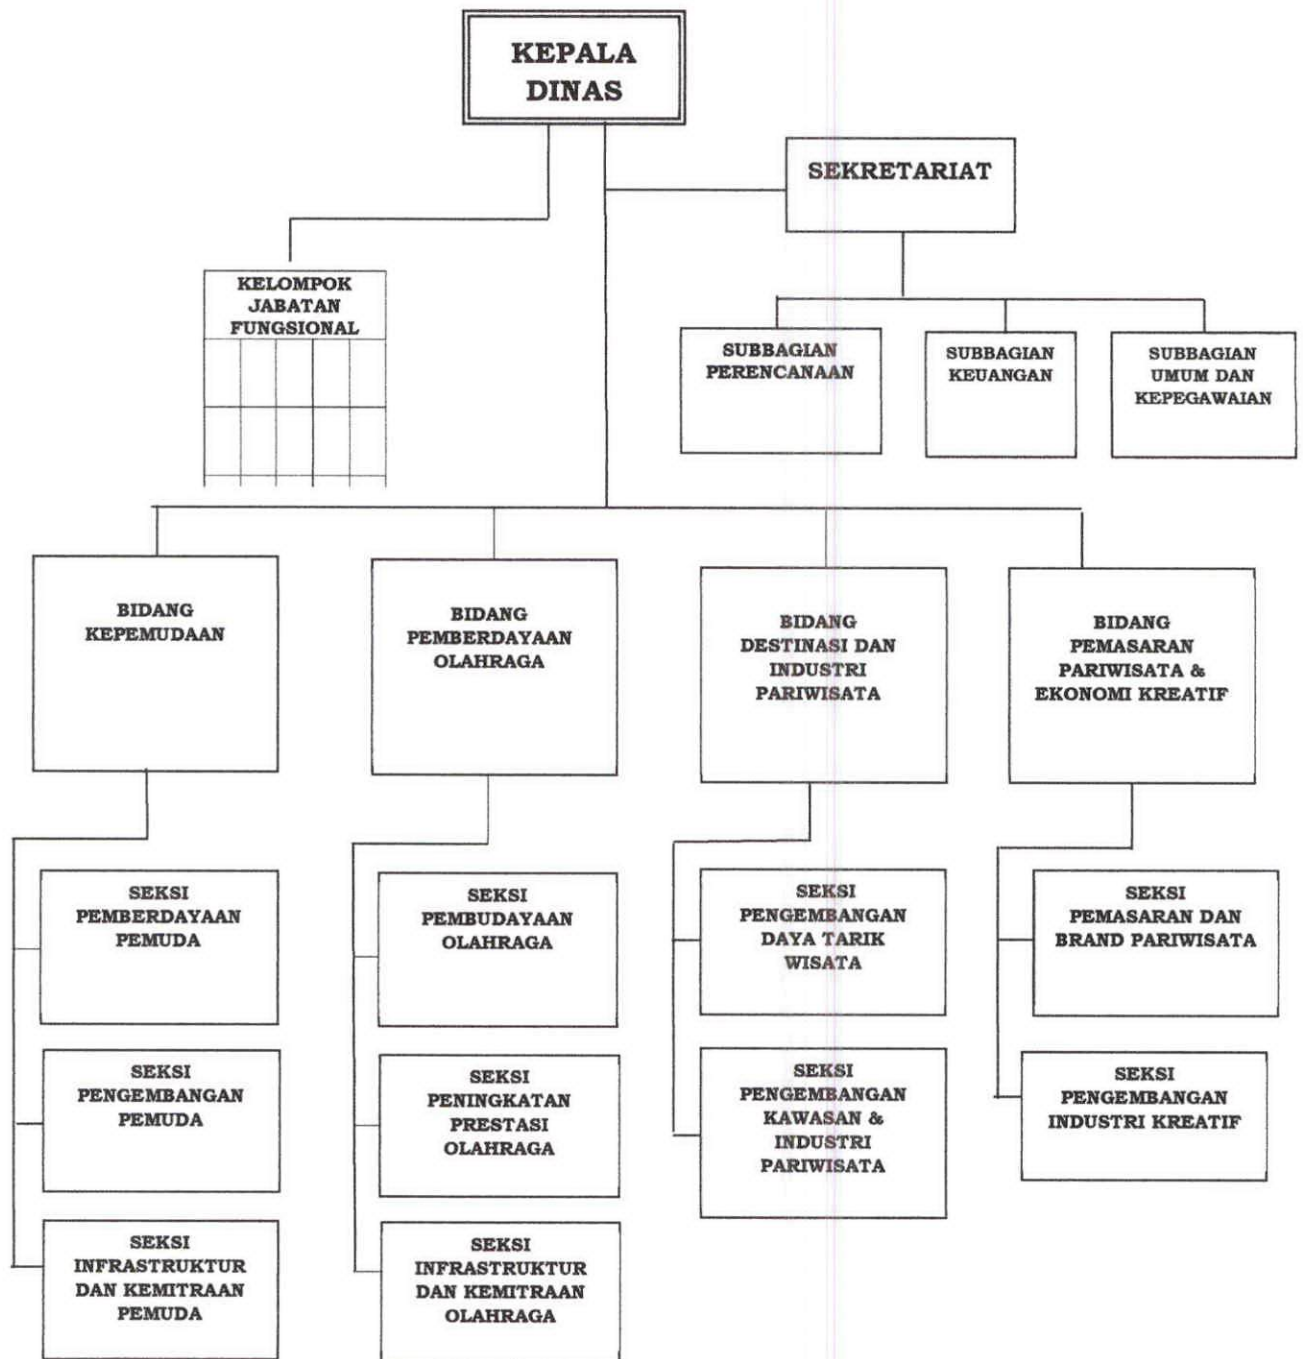 KEPALA
DINAS
SEKRETARIAT
KELOMPOK
JABATAN
FUNGSIONAL
SUBBAGIAN
PERENCANAAN
SUBBAGIAN
KEUANGAN
SUBBAGIAN
UMUM DAN
KEPEGAWAIAN
BIDANG
KEPEMUDAAN
BIDANG
PEMBERDAYAAN
OLAHRAGA
BIDANG
DESTINASI DAN
INDUSTRI
PARIWISATA
BIDANG
PEMASARAN
PARIWISATA &
EKONOMI KREATIF
SEKSI
PEMBERDAYAAN
PEMUDA
SEKSI
PEMBUDAYAAN
OLAHRAGA
SEKSI
PENGEMBANGAN
DAYA TARIK
WISATA
SEKSI
PEMASARAN DAN
BRAND PARIWISATA
SEKSI
PENGEMBANGAN
PEMUDA
SEKSI
PENINGKATAN
PRESTASI
OLAHRAGA
SEKSI
PENGEMBANGAN
KAWASAN &
INDUSTRI
PARIWISATA
SEKSI
PENGEMBANGAN
INDUSTRI KREATIF
SEKSI
INFRASTRUKTUR
DAN KEMITRAAN
PEMUDA
SEKSI
INFRASTRUKTUR
DAN KEMITRAAN
OLAHRAGA